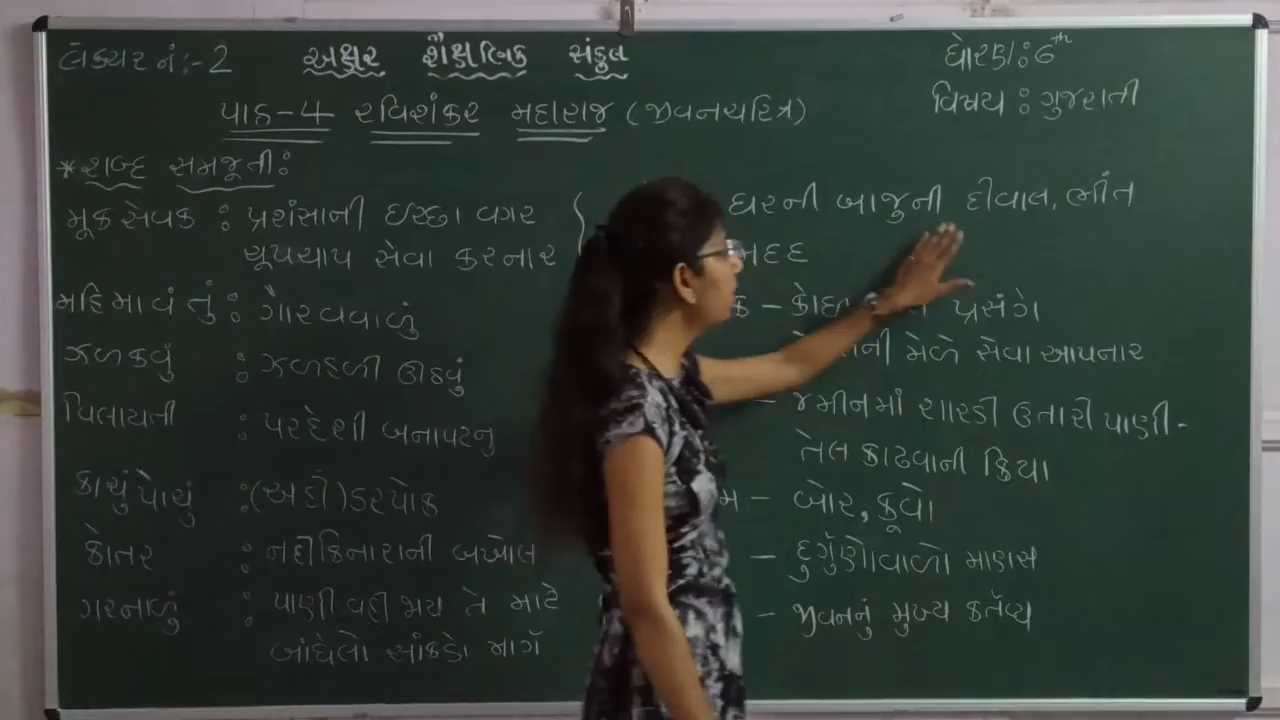 લેક્ચર નં:-2
અક્ષર શૈક્ષણિક સંકુલ
ધોરણ: 6th
વિષય : ગુજરાતી
પાઠ-4 રવિશંકર મહારાજ (જીવનચરિત્ર)
*શબ્દ સમજૂતી:
મૂકસેવક : પ્રશંસાની ઇચ્છા વગર
ચૂપચાપ સેવા કરનાર
મહિમાવંતું : ગૌરવવાળું
ઝળકવું : ઝળહળી ઊઠવું
વિલાયતી : પરદેશી બનાવટનું
કાચુંપોચું :(અહીં)ડરપોક
કોતર : નદીકિનારાની બખોલ
ગરનાળું : પાણી વહી જાય તે માટે
બાંધેલો સાંકડો માર્ગ
ઘરની બાજુની દીવાલ, ભીંત
મદદ
પ્રસંગે
મેળે સેવા આપનાર
- જમીનમાં શારડી ઉતારી પાણી-
તેલ કાઢવાની ક્રિયા
- બોર, કૂવો
- દુર્ગુણોવાળો માણસ
- જીવનનું મુખ્ય કર્તવ્ય